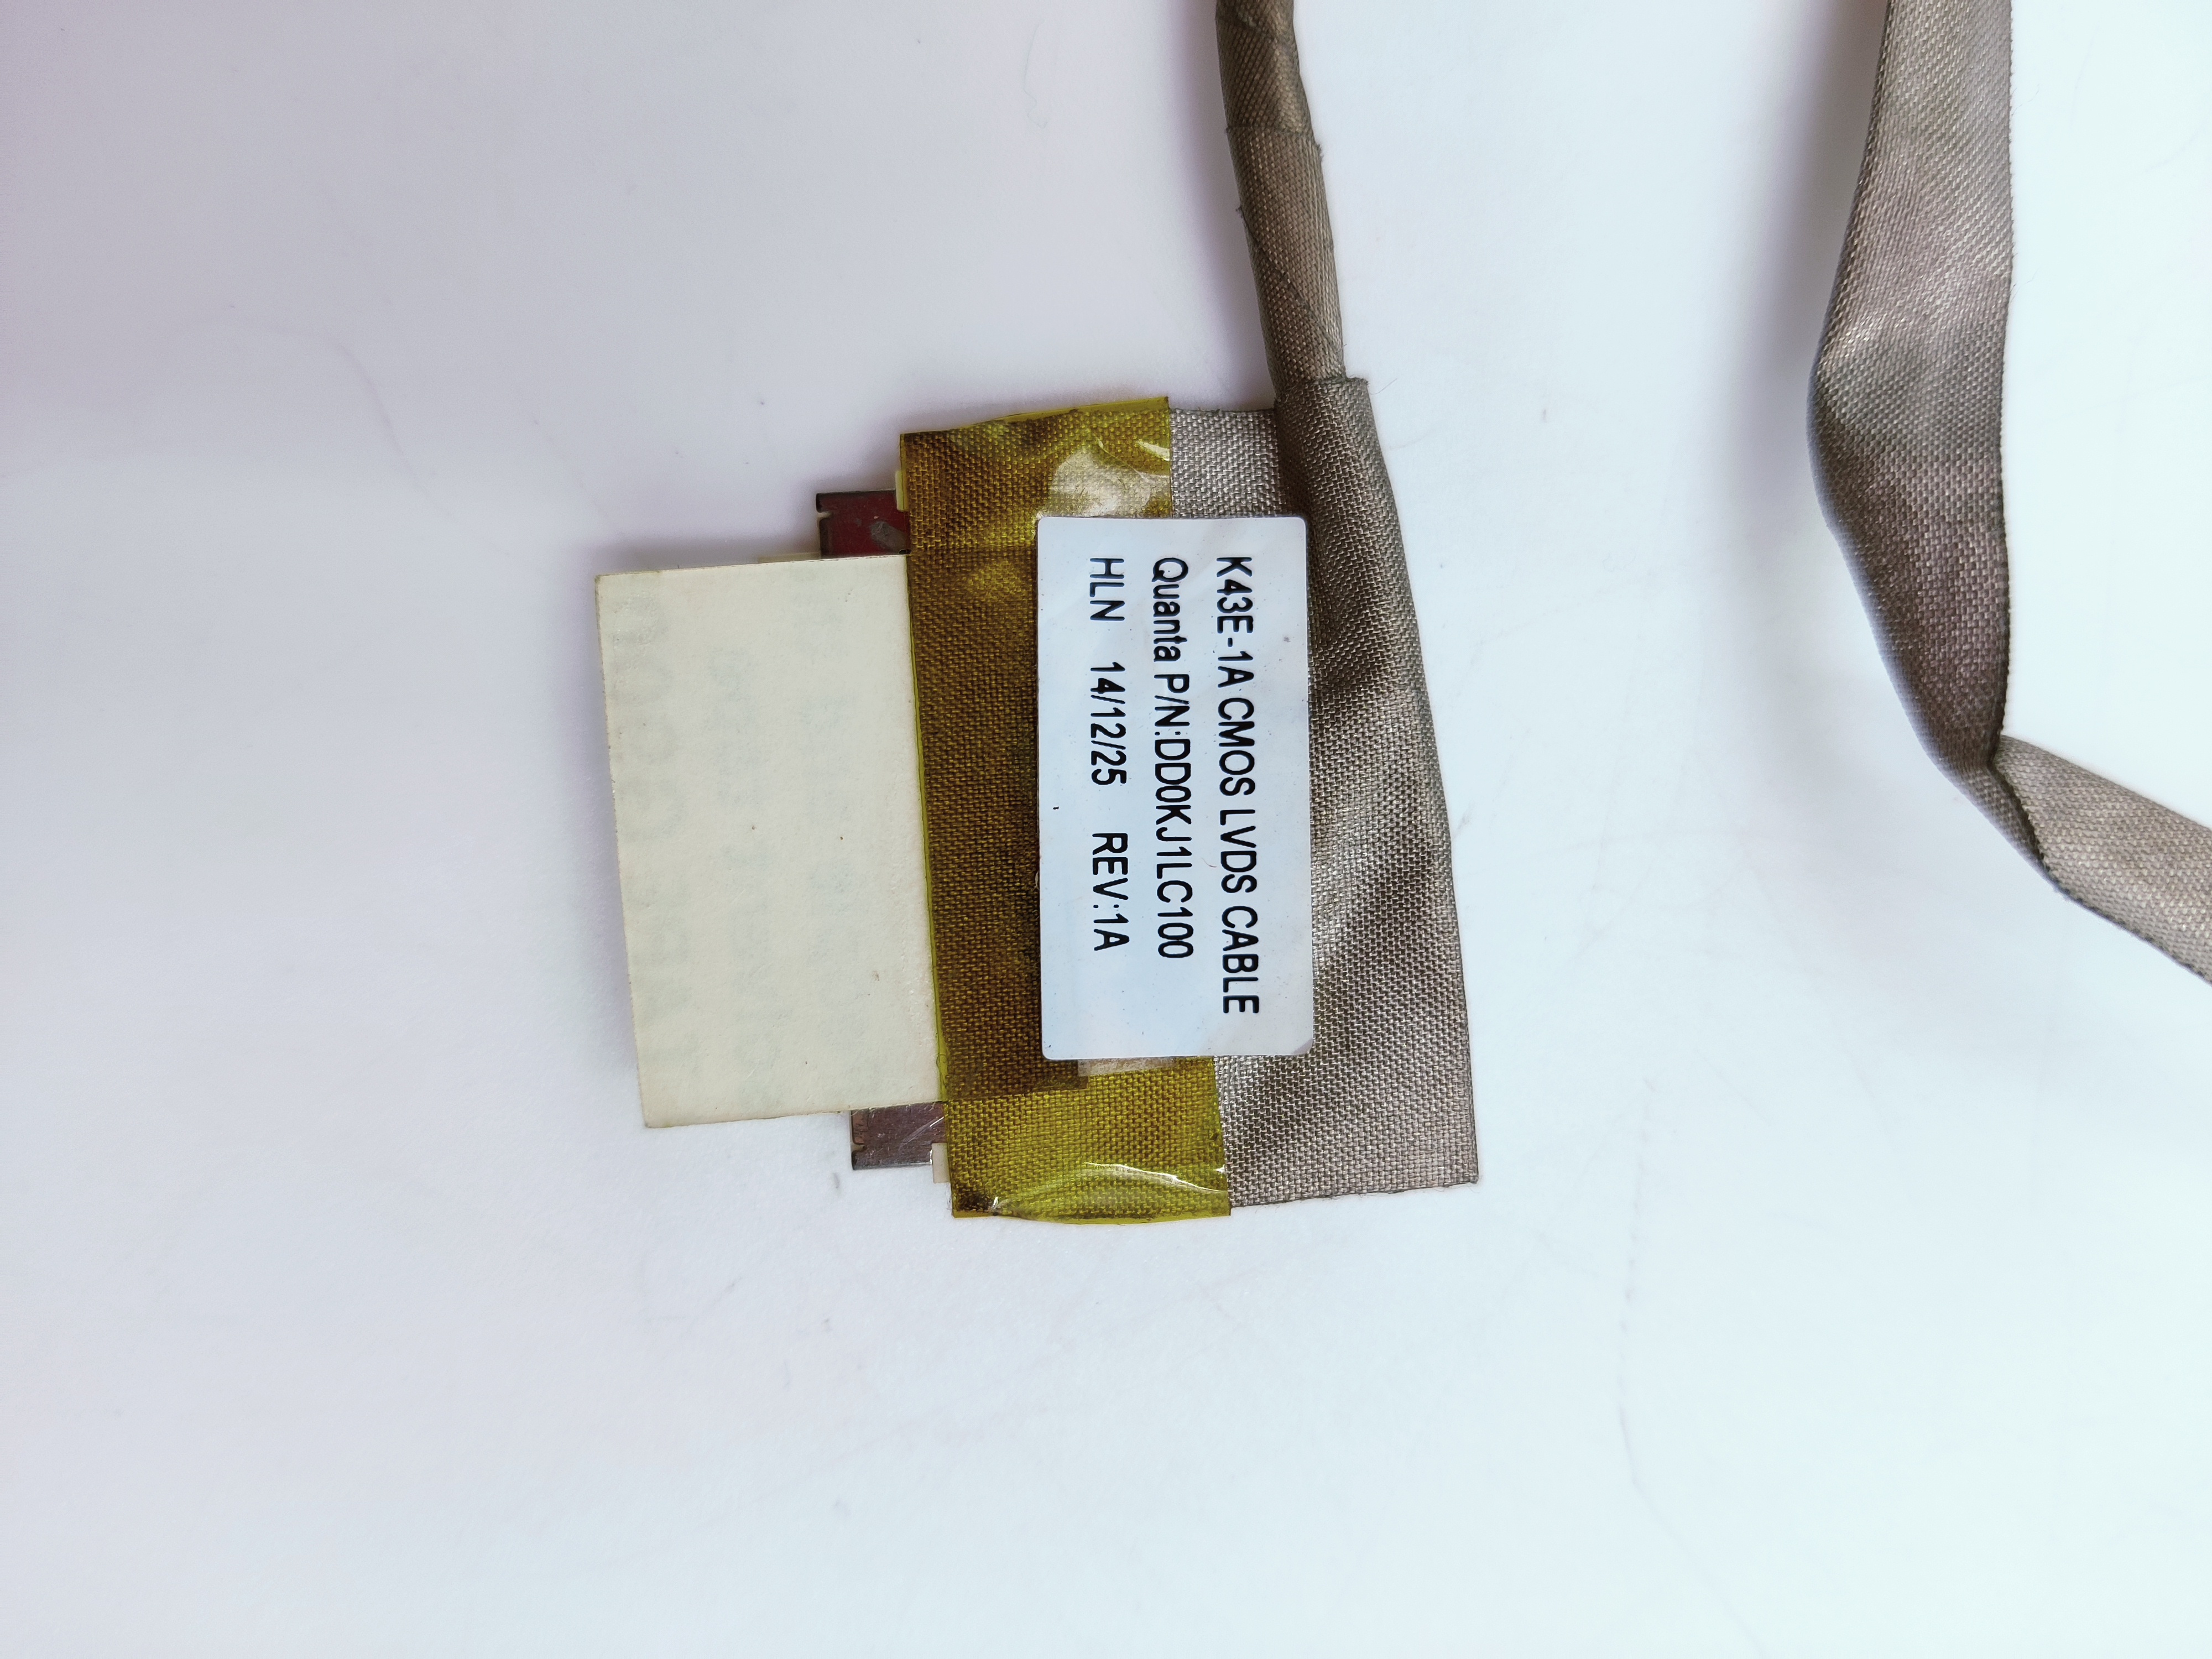 K43E-1A CMOS LVDS CABLE
Quanta P/N:DD0KJ1LC100
HLN 14/12/25 REV:1A